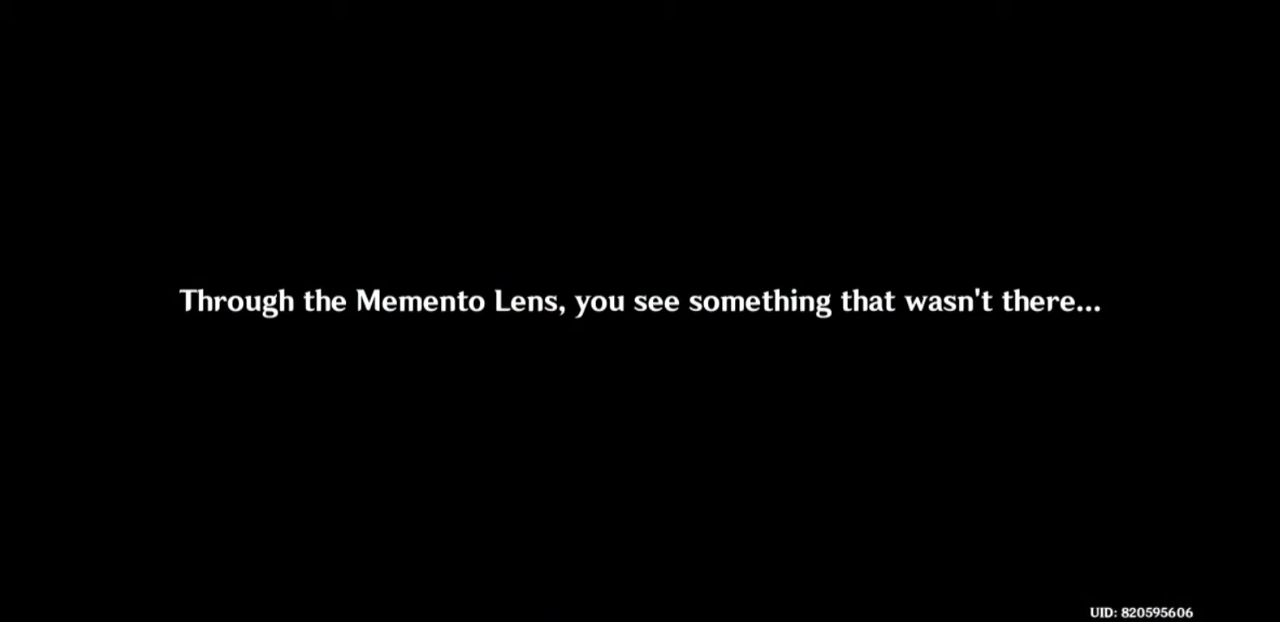 Through the Memento Lens, you see something that wasn't there...
UID: 820595606